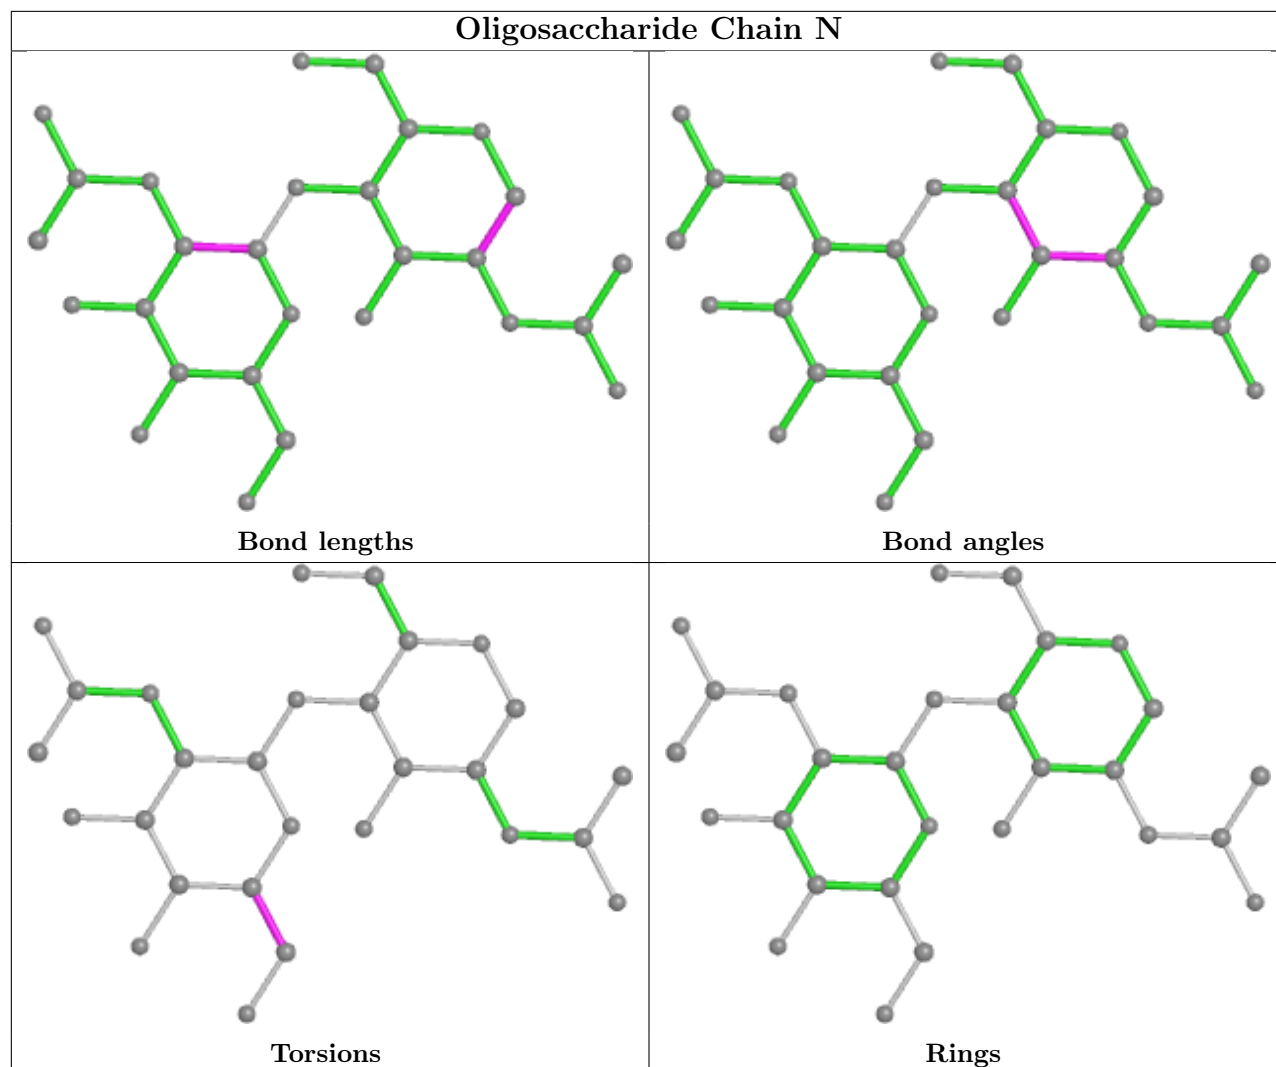 Oligosaccharide Chain N
Bond lengths
Bond angles
Torsions
Rings